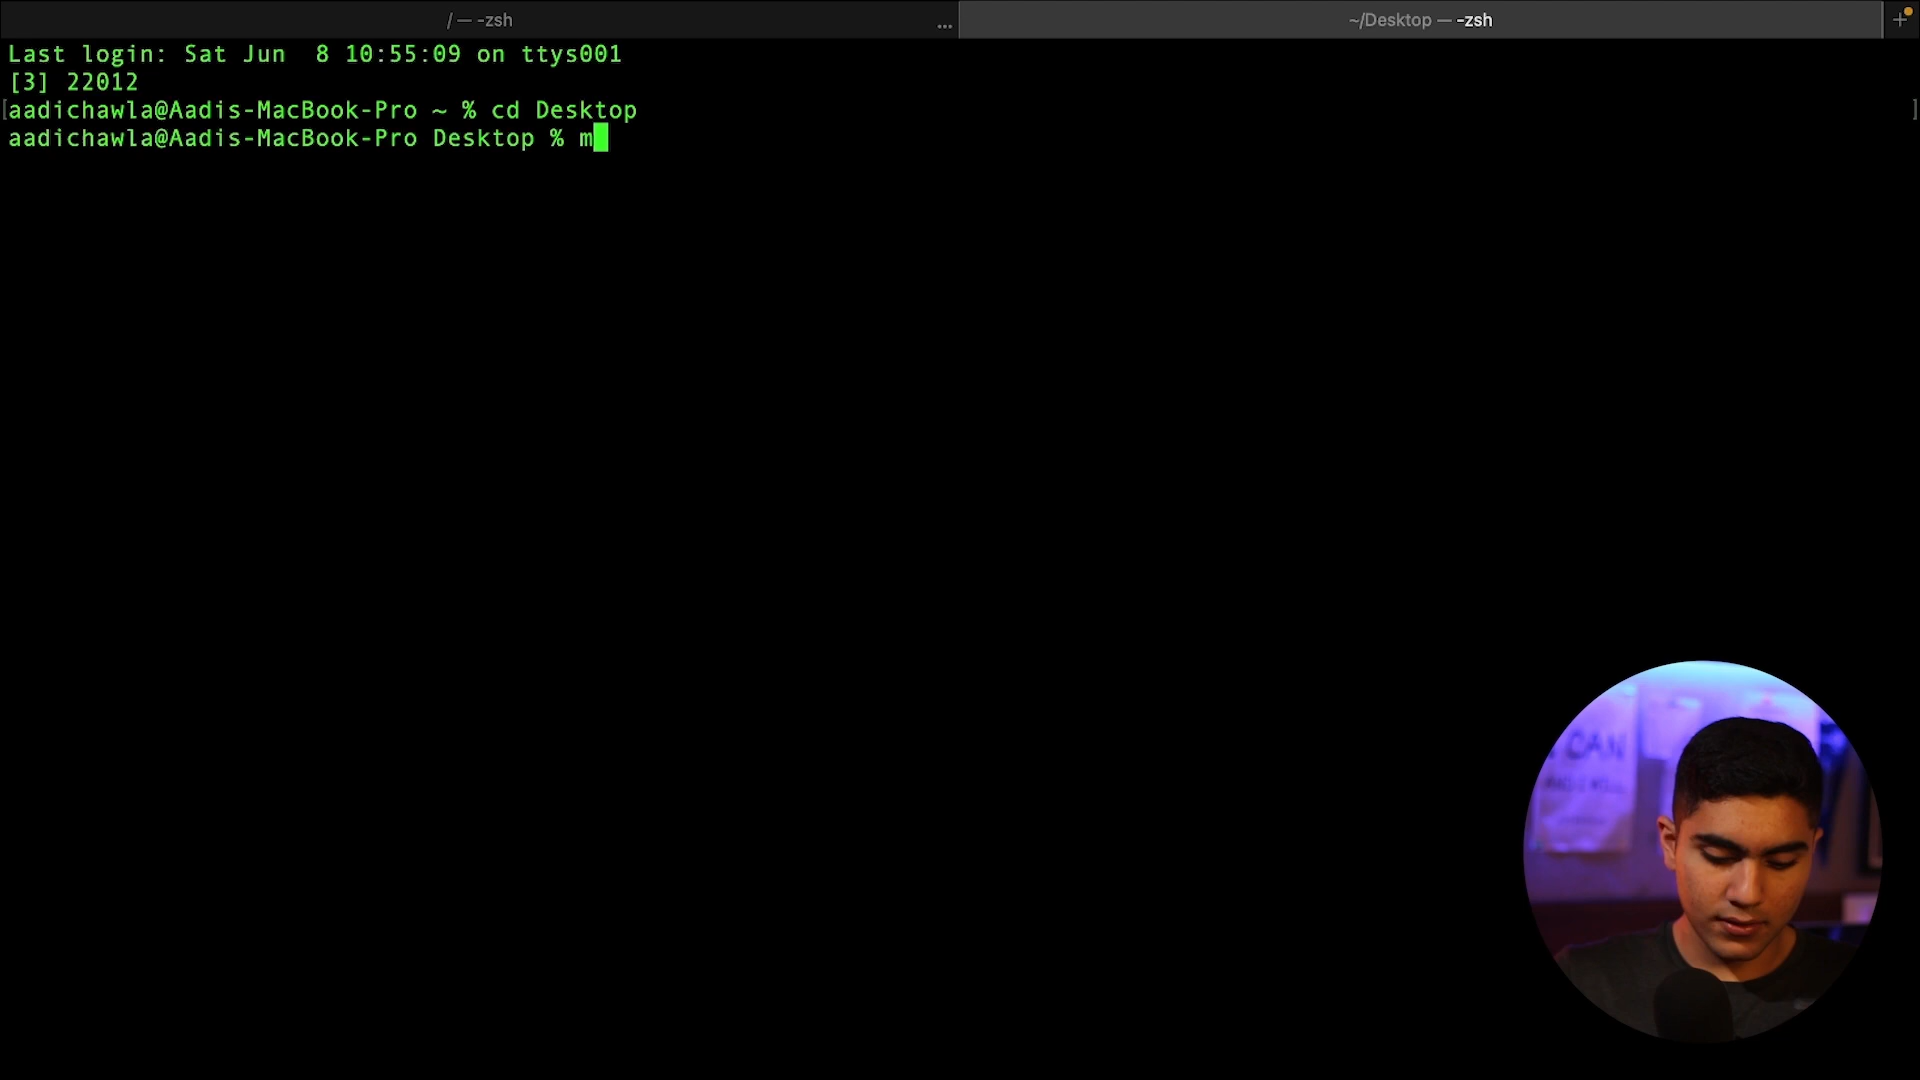 / — -zsh
...
~/Desktop — -zsh
+
Last login: Sat Jun  8 10:55:09 on ttys001
[3] 22012
[aadichawla@Aadis-MacBook-Pro ~ % cd Desktop ]
aadichawla@Aadis-MacBook-Pro Desktop % m
CAN